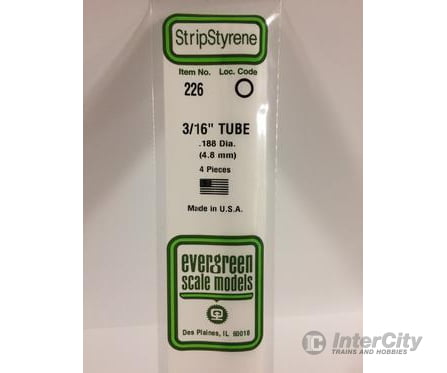 StripStyrene
Item No. Loc. Code
226
3/16" TUBE
.188 Dia.
(4.8 mm)
4 Pieces
Made in U.S.A.
evergreen
scale models
Des Plaines, IL 60018
IC InterCity
TRAINS AND HOBBIES